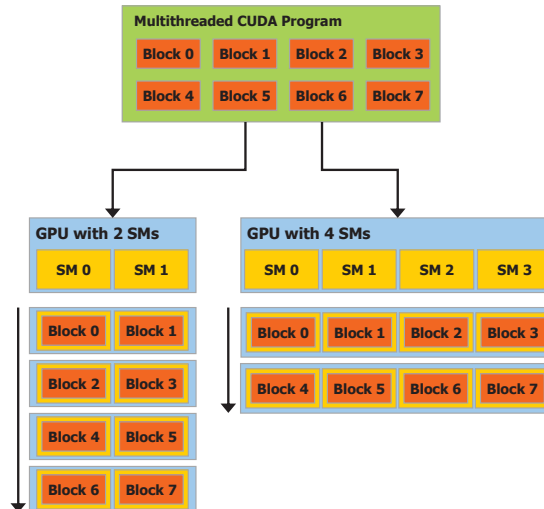 Multithreaded CUDA Program
Block 0 Block 1 Block 2 Block 3
Block 4 Block 5 Block 6 Block 7
GPU with 2 SMs
SM 0 SM 1
Block 0 Block 1
Block 2 Block 3
Block 4 Block 5
Block 6 Block 7
GPU with 4 SMs
SM 0 SM 1 SM 2 SM 3
Block 0 Block 1 Block 2 Block 3
Block 4 Block 5 Block 6 Block 7